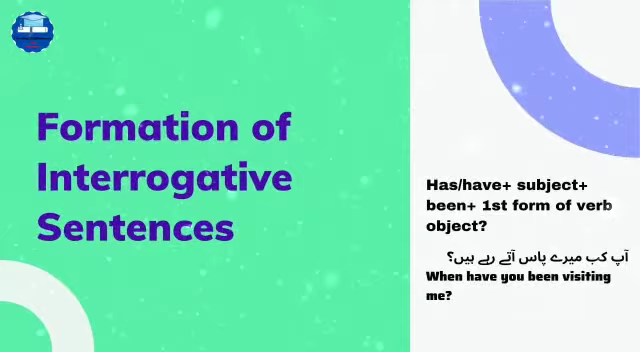 Formation of
Interrogative
Sentences
Has/have+ subject+
been+ 1st form of verb
object?
آپ کب میرے پاس آتے رہے ہیں؟
When have you been visiting
me?